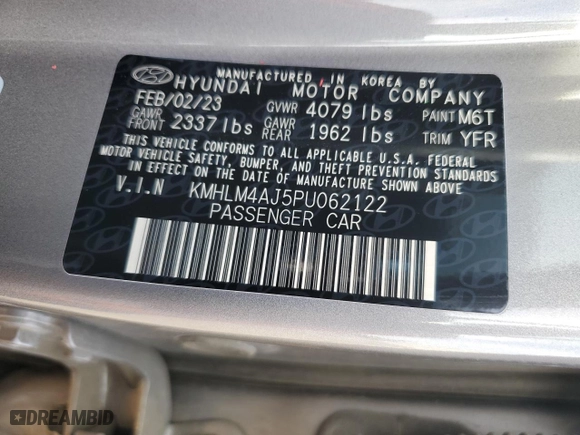 MANUFACTURED IN KOREA BY
HYUNDAI MOTOR COMPANY
FEB/02/23 GVWR 4079 lbs PAINT M6T
GAWR FRONT 2337 lbs GAWR REAR 1962 lbs TRIM YFR
THIS VEHICLE CONFORMS TO ALL APPLICABLE U.S.A. FEDERAL
MOTOR VEHICLE SAFETY, BUMPER, AND THEFT PREVENTION STANDARDS
IN EFFECT ON THE DATE OF MANUFACTURE SHOWN ABOVE.
V.I.N KMHLM4AJ5PU062122
PASSENGER CAR
DREAMBID